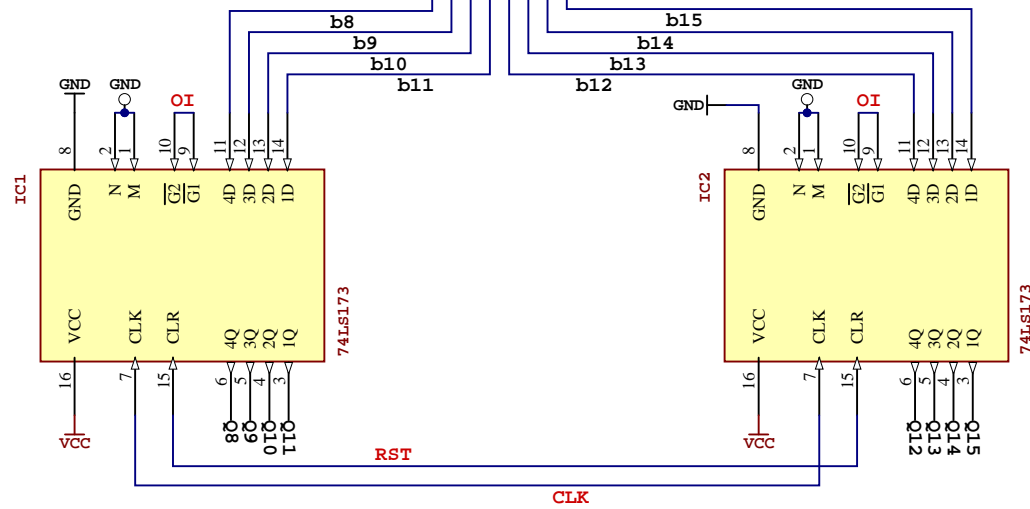 b8
b9
b10
b11
b15
b14
b13
b12
GND
GND
OI
8
2
1
10
9
11
12
13
14
IC1
GND
N
M
G2
G1
4D
3D
2D
1D
VCC
CLK
CLR
4Q
3Q
2Q
1Q
74LS173
16
7
15
6
5
4
3
VCC
Q8
Q9
Q10
Q11
GND
GND
OI
8
2
1
10
9
11
12
13
14
IC2
GND
N
M
G2
G1
4D
3D
2D
1D
VCC
CLK
CLR
4Q
3Q
2Q
1Q
74LS173
16
7
15
6
5
4
3
VCC
Q12
Q13
Q14
Q15
RST
CLK